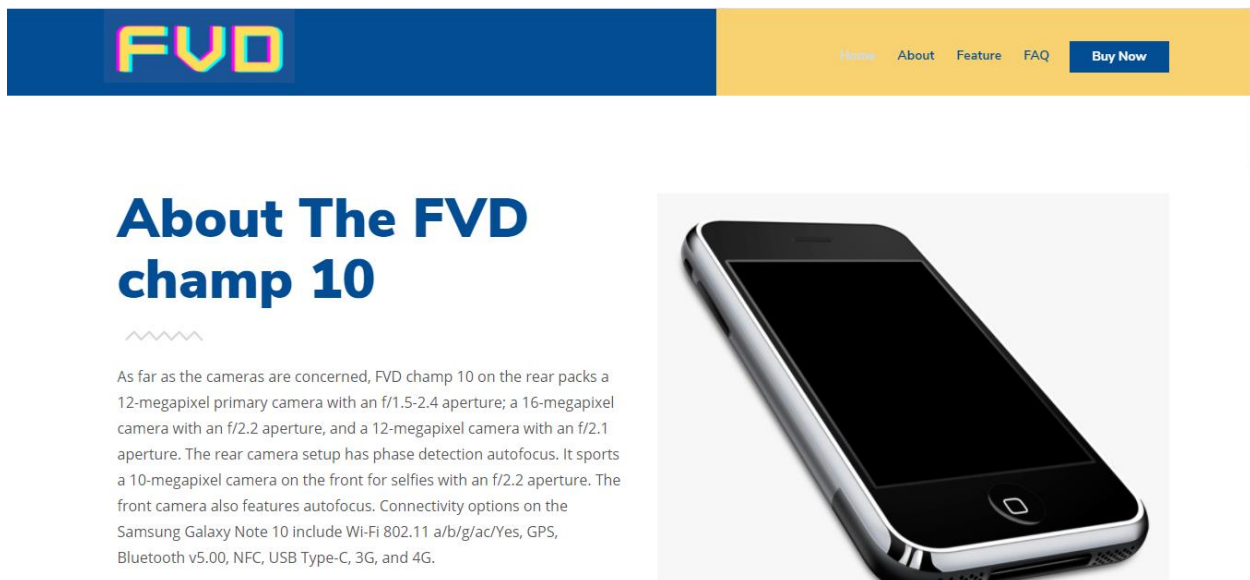 FVD
Home About Feature FAQ Buy Now
About The FVD
champ 10
As far as the cameras are concerned, FVD champ 10 on the rear packs a
12-megapixel primary camera with an f/1.5-2.4 aperture; a 16-megapixel
camera with an f/2.2 aperture, and a 12-megapixel camera with an f/2.1
aperture. The rear camera setup has phase detection autofocus. It sports
a 10-megapixel camera on the front for selfies with an f/2.2 aperture. The
front camera also features autofocus. Connectivity options on the
Samsung Galaxy Note 10 include Wi-Fi 802.11 a/b/g/ac/Yes, GPS,
Bluetooth v5.00, NFC, USB Type-C, 3G, and 4G.